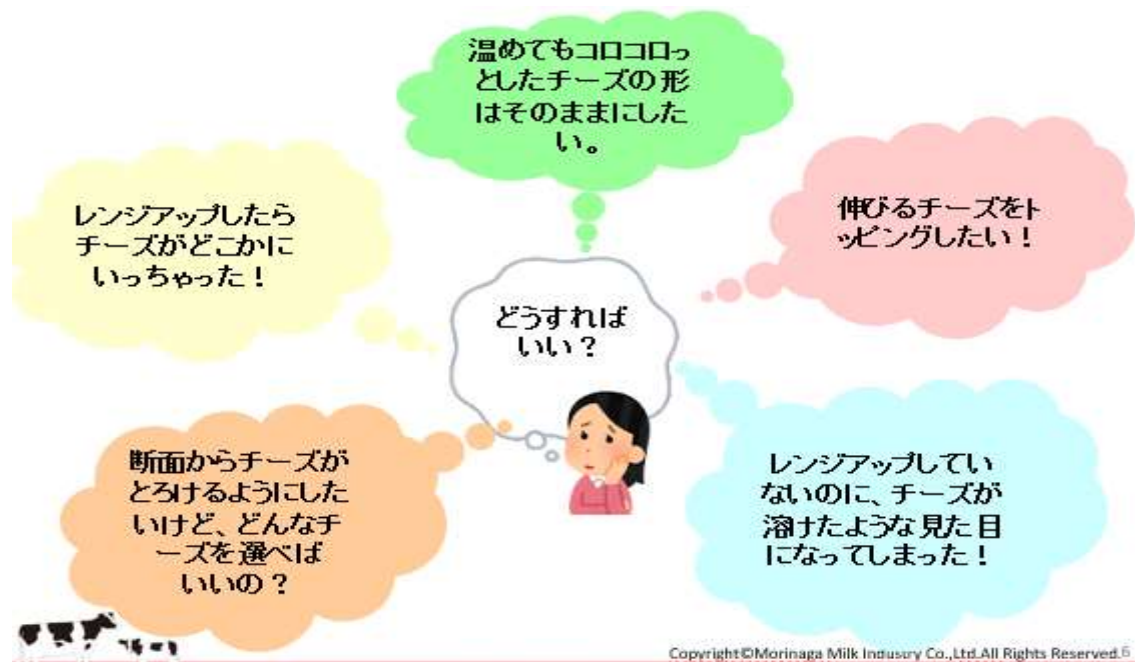 温めてもコロコロっ
としたチーズの形
はそのままにした
い。
レンジアップしたら
チーズがどこかに
いっちゃった！
伸びるチーズをト
ッピングしたい！
どうすれば
いい？
断面からチーズが
とろけるようにした
いけど、どんなチ
ーズを選べば
いいの？
レンジアップしてい
ないのに、チーズが
溶けたような見た目
になってしまった！
Copyright©Morinaga Milk Industry Co.,Ltd.All Rights Reserved.6